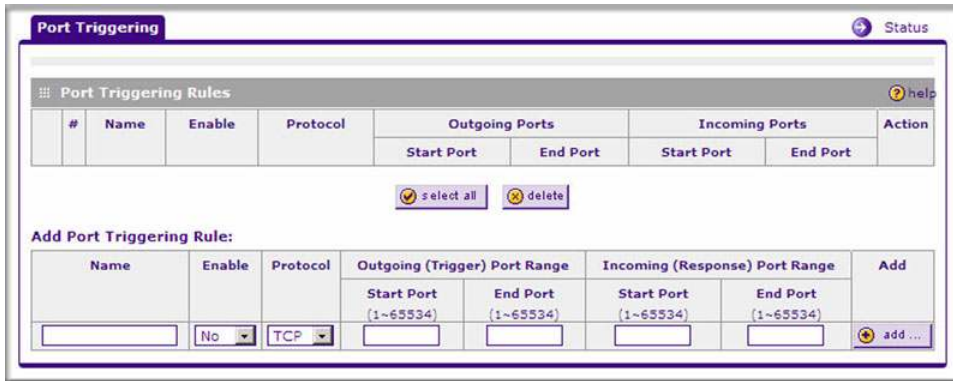 Port Triggering
Status
Port Triggering Rules
help
# Name Enable Protocol Outgoing Ports Incoming Ports Action
Start Port End Port Start Port End Port
select all delete
Add Port Triggering Rule:
Name Enable Protocol Outgoing (Trigger) Port Range Incoming (Response) Port Range Add
Start Port End Port Start Port End Port
(1~65534) (1~65534) (1~65534) (1~65534)
No TCP add ...